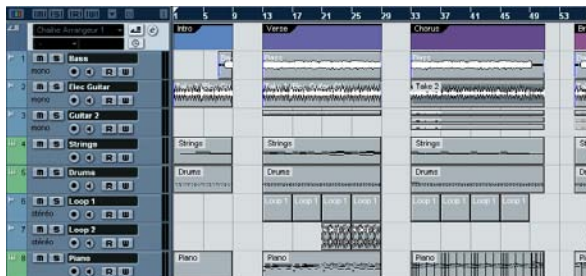 1 5 9 13 17 21 25 29 33 37 41 45 49 53
Chaîne Arrangeur 1
Intro Verse Chorus
1 m S Bass
mono R W
2 m S Elec Guitar Take 2
mono R W
3 m S Guitar 2
mono R W
4 m S Strings Strings Strings Strings
R W
5 m S Drums Drums Drums Drums
R W
6 m S Loop 1 Loop 1 Loop 1 Loop 1 Loop 1 Loop 1 Loop 1 Loop 1 Loop 1
stéréo R W
7 m S Loop 2
stéréo R W
8 m S Piano Piano Piano Piano
R W